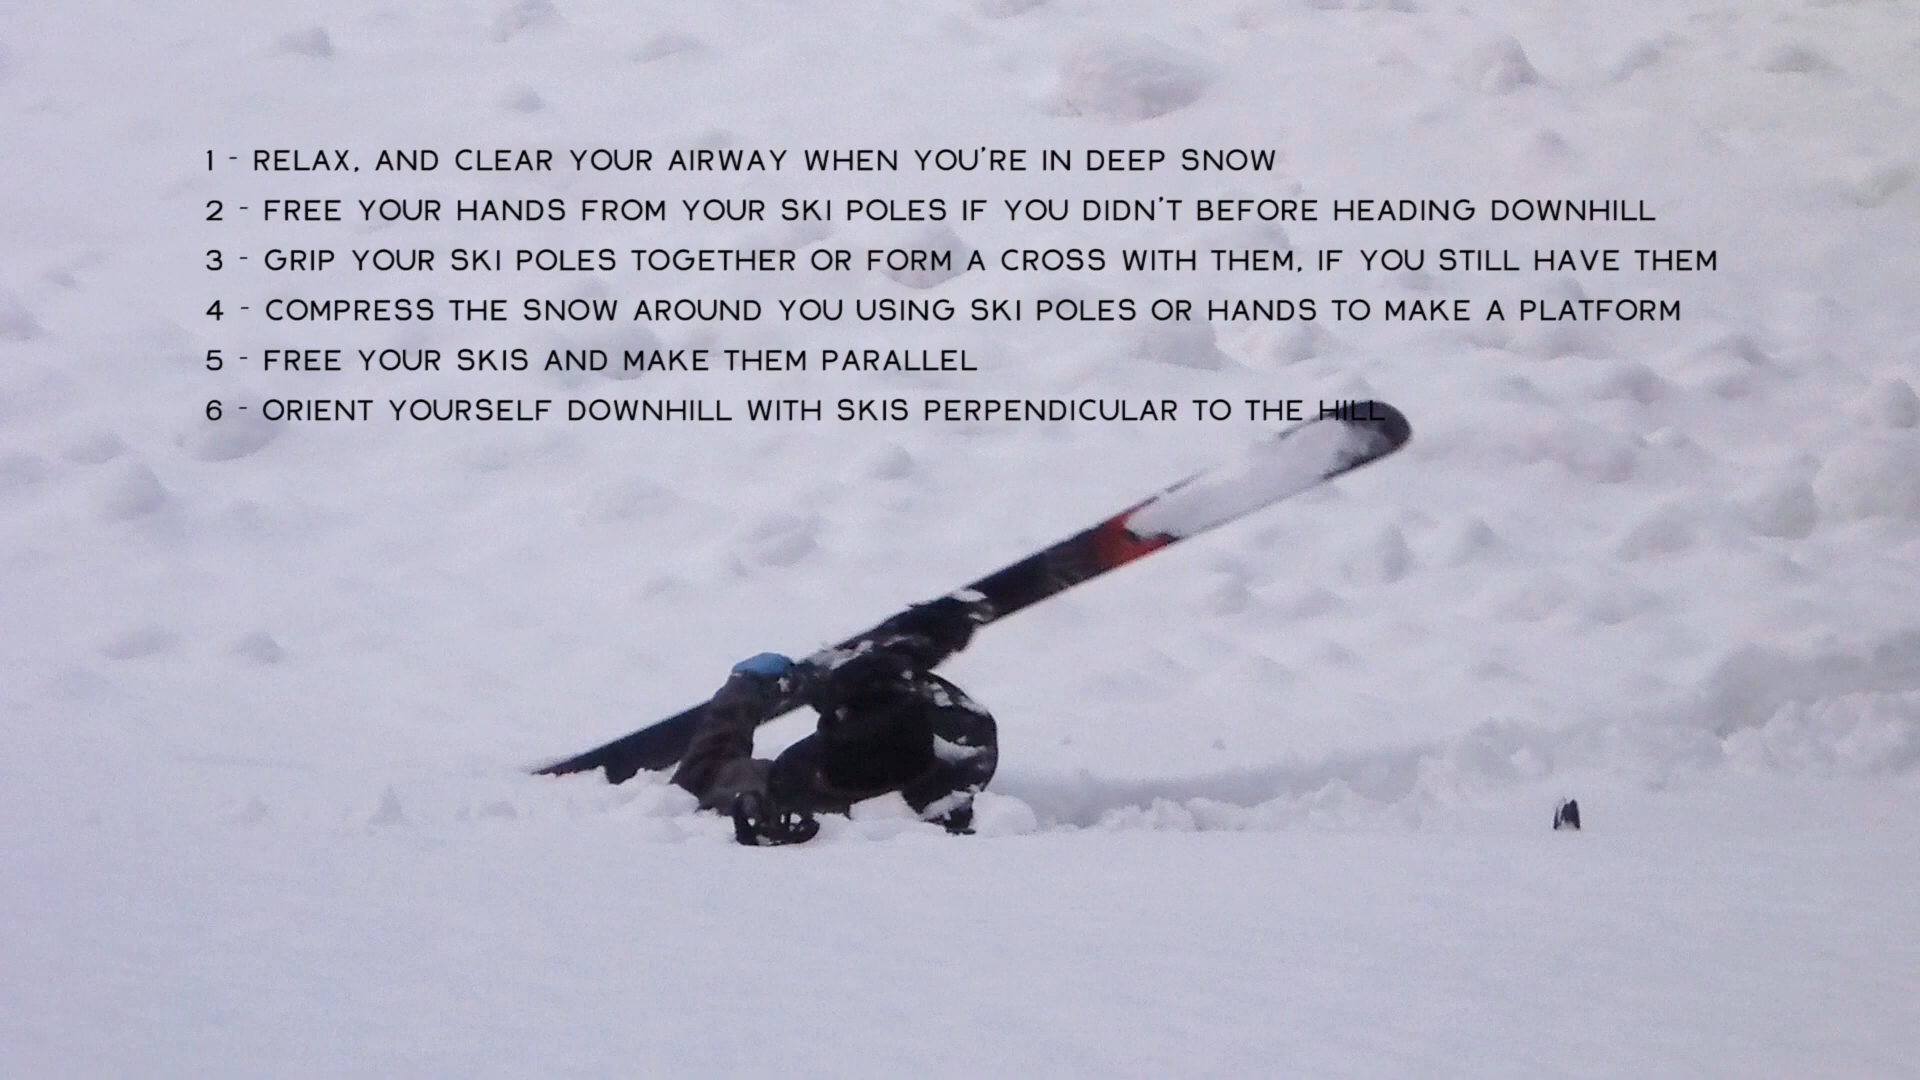 1 - RELAX, AND CLEAR YOUR AIRWAY WHEN YOU'RE IN DEEP SNOW
2 - FREE YOUR HANDS FROM YOUR SKI POLES IF YOU DIDN'T BEFORE HEADING DOWNHILL
3 - GRIP YOUR SKI POLES TOGETHER OR FORM A CROSS WITH THEM, IF YOU STILL HAVE THEM
4 - COMPRESS THE SNOW AROUND YOU USING SKI POLES OR HANDS TO MAKE A PLATFORM
5 - FREE YOUR SKIS AND MAKE THEM PARALLEL
6 - ORIENT YOURSELF DOWNHILL WITH SKIS PERPENDICULAR TO THE HILL